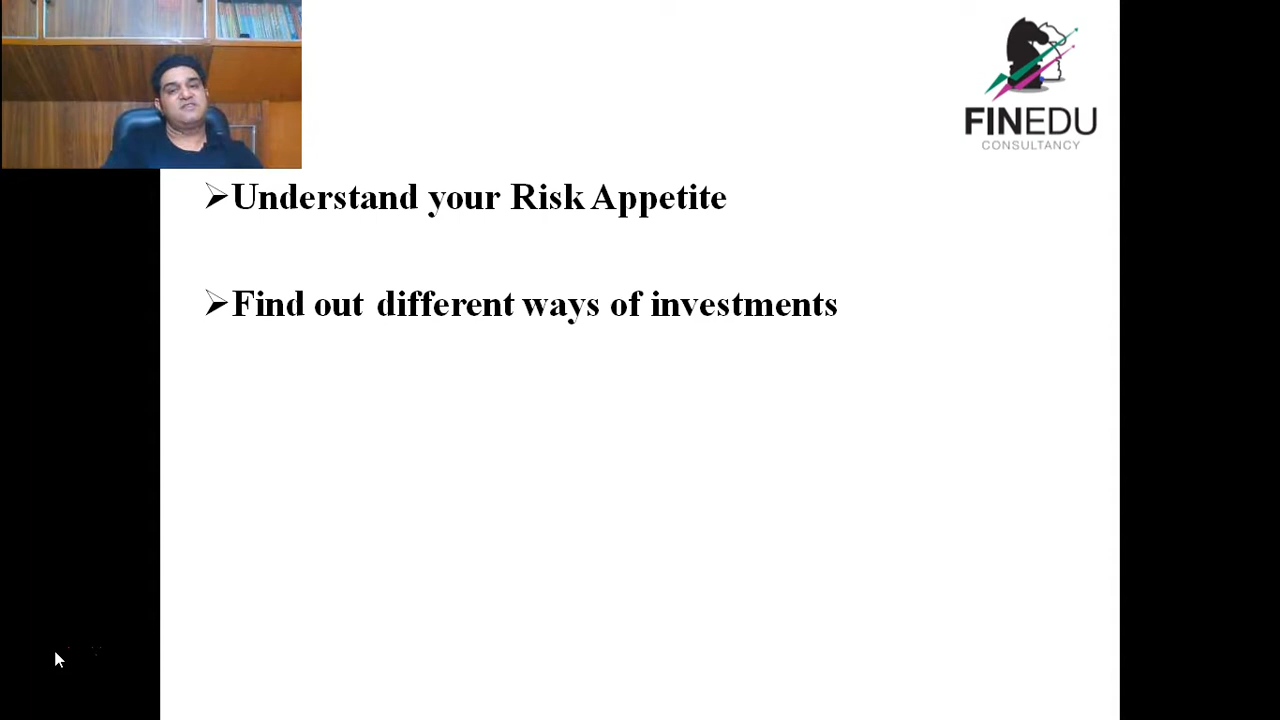 FINEDU
CONSULTANCY
➢Understand your Risk Appetite
➢Find out different ways of investments